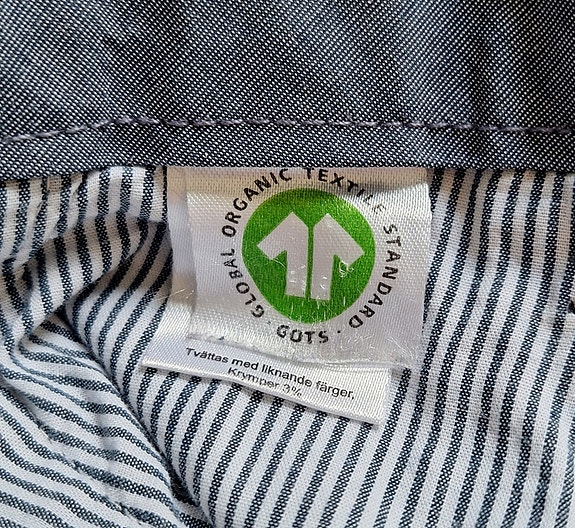 GLOBAL ORGANIC TEXTILE STANDARD · GOTS ·
Tvättas med liknande färger.
Krymper 3%